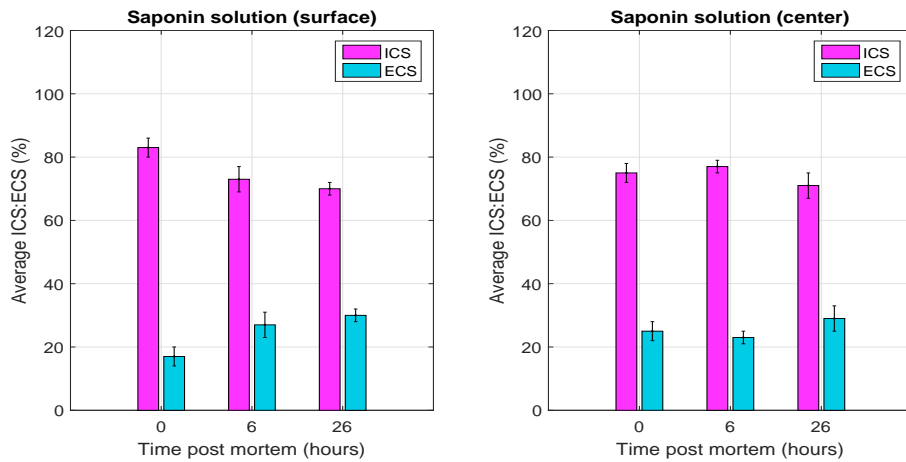 Saponin solution (surface)
120
100
80
60
40
20
0
Average ICS:ECS (%)
ICS
ECS
0 6 26
Time post mortem (hours)
Saponin solution (center)
120
100
80
60
40
20
0
Average ICS:ECS (%)
ICS
ECS
0 6 26
Time post mortem (hours)